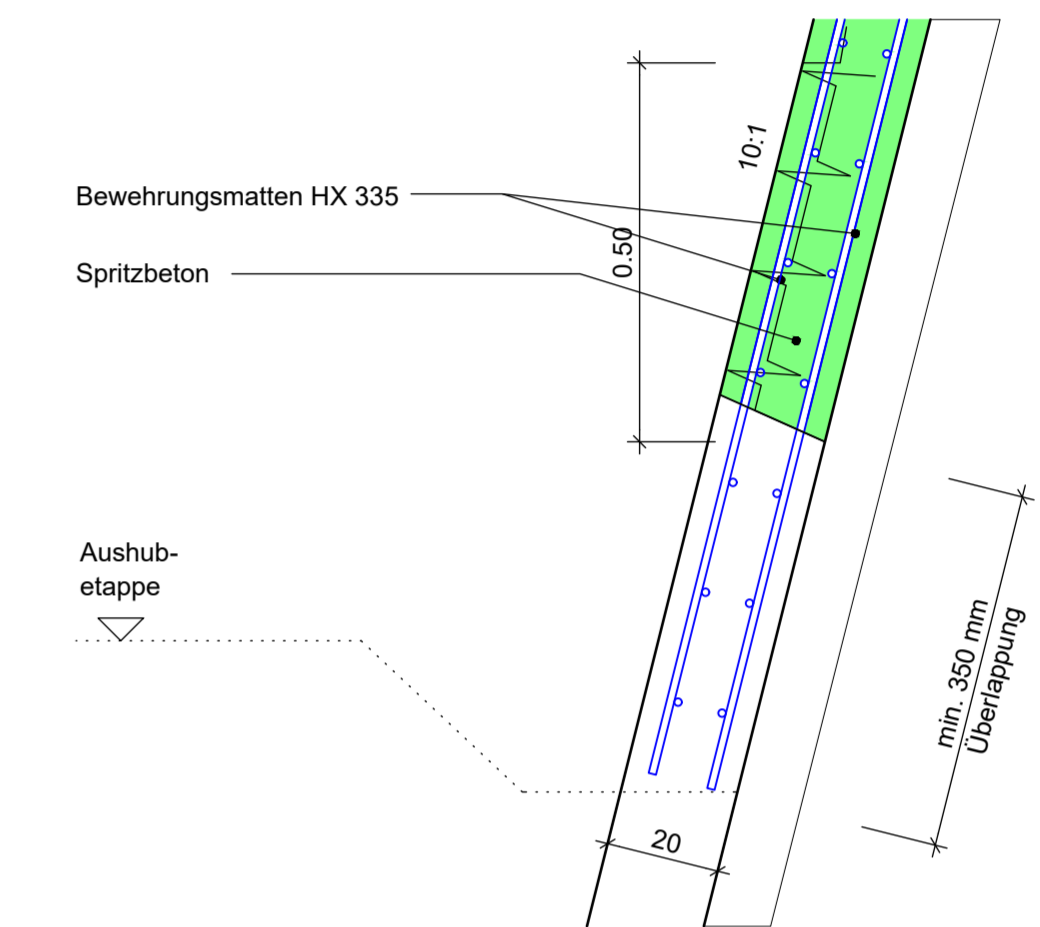 10:1
Bewehrungsmatten HX 335
0.50
Spritzbeton
Aushub-
etappe
min. 350 mm
Überlappung
20